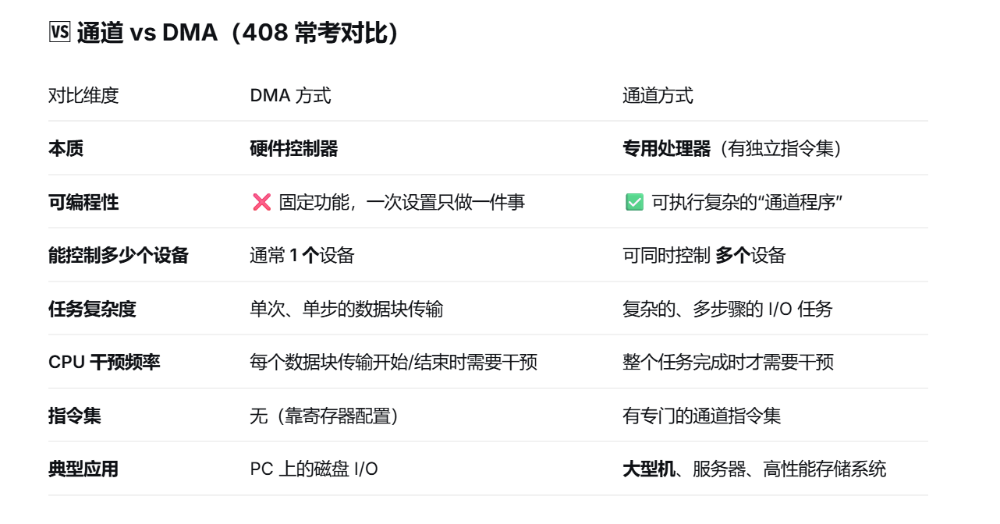 🆚 通道 vs DMA（408 常考对比）
对比维度 DMA 方式 通道方式
本质 硬件控制器 专用处理器（有独立指令集）
可编程性 ❌ 固定功能，一次设置只做一件事 ✅ 可执行复杂的“通道程序”
能控制多少个设备 通常 1 个设备 可同时控制 多个设备
任务复杂度 单次、单步的数据块传输 复杂的、多步骤的 I/O 任务
CPU 干预频率 每个数据块传输开始/结束时需要干预 整个任务完成时才需要干预
指令集 无（靠寄存器配置） 有专门的通道指令集
典型应用 PC 上的磁盘 I/O 大型机、服务器、高性能存储系统